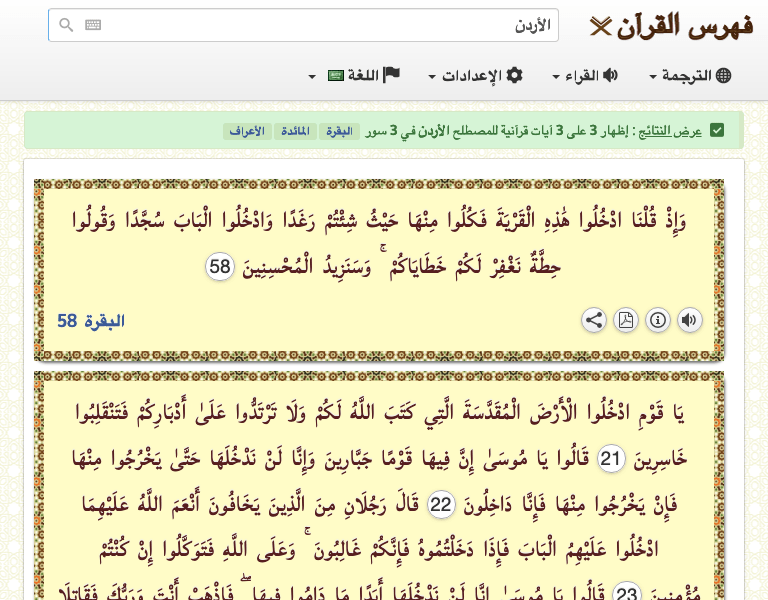 فهرس القرآن
الأردن
الترجمة القراء الإعدادات اللغة
عرض النتائج : إظهار 3 على 3 آيات قرآنية للمصطلح الأردن في 3 سور البقرة المائدة الأعراف
وَإِذْ قُلْنَا ادْخُلُوا هَٰذِهِ الْقَرْيَةَ فَكُلُوا مِنْهَا حَيْثُ شِئْتُمْ رَغَدًا وَادْخُلُوا الْبَابَ سُجَّدًا وَقُولُوا
حِطَّةٌ نَغْفِرْ لَكُمْ خَطَايَاكُمْ ۚ وَسَنَزِيدُ الْمُحْسِنِينَ 58
البقرة 58
يَا قَوْمِ ادْخُلُوا الْأَرْضَ الْمُقَدَّسَةَ الَّتِي كَتَبَ اللَّهُ لَكُمْ وَلَا تَرْتَدُّوا عَلَىٰ أَدْبَارِكُمْ فَتَنْقَلِبُوا
خَاسِرِينَ 21 قَالُوا يَا مُوسَىٰ إِنَّ فِيهَا قَوْمًا جَبَّارِينَ وَإِنَّا لَنْ نَدْخُلَهَا حَتَّىٰ يَخْرُجُوا مِنْهَا
فَإِنْ يَخْرُجُوا مِنْهَا فَإِنَّا دَاخِلُونَ 22 قَالَ رَجُلَانِ مِنَ الَّذِينَ يَخَافُونَ أَنْعَمَ اللَّهُ عَلَيْهِمَا
ادْخُلُوا عَلَيْهِمُ الْبَابَ فَإِذَا دَخَلْتُمُوهُ فَإِنَّكُمْ غَالِبُونَ ۚ وَعَلَى اللَّهِ فَتَوَكَّلُوا إِنْ كُنْتُمْ
مُؤْمِنِينَ 23 قَالُوا يَا مُوسَىٰ إِنَّا لَنْ نَدْخُلَهَا أَبَدًا مَا دَامُوا فِيهَا ۖ فَاذْهَبْ أَنْتَ وَرَبُّكَ فَقَاتِلَا